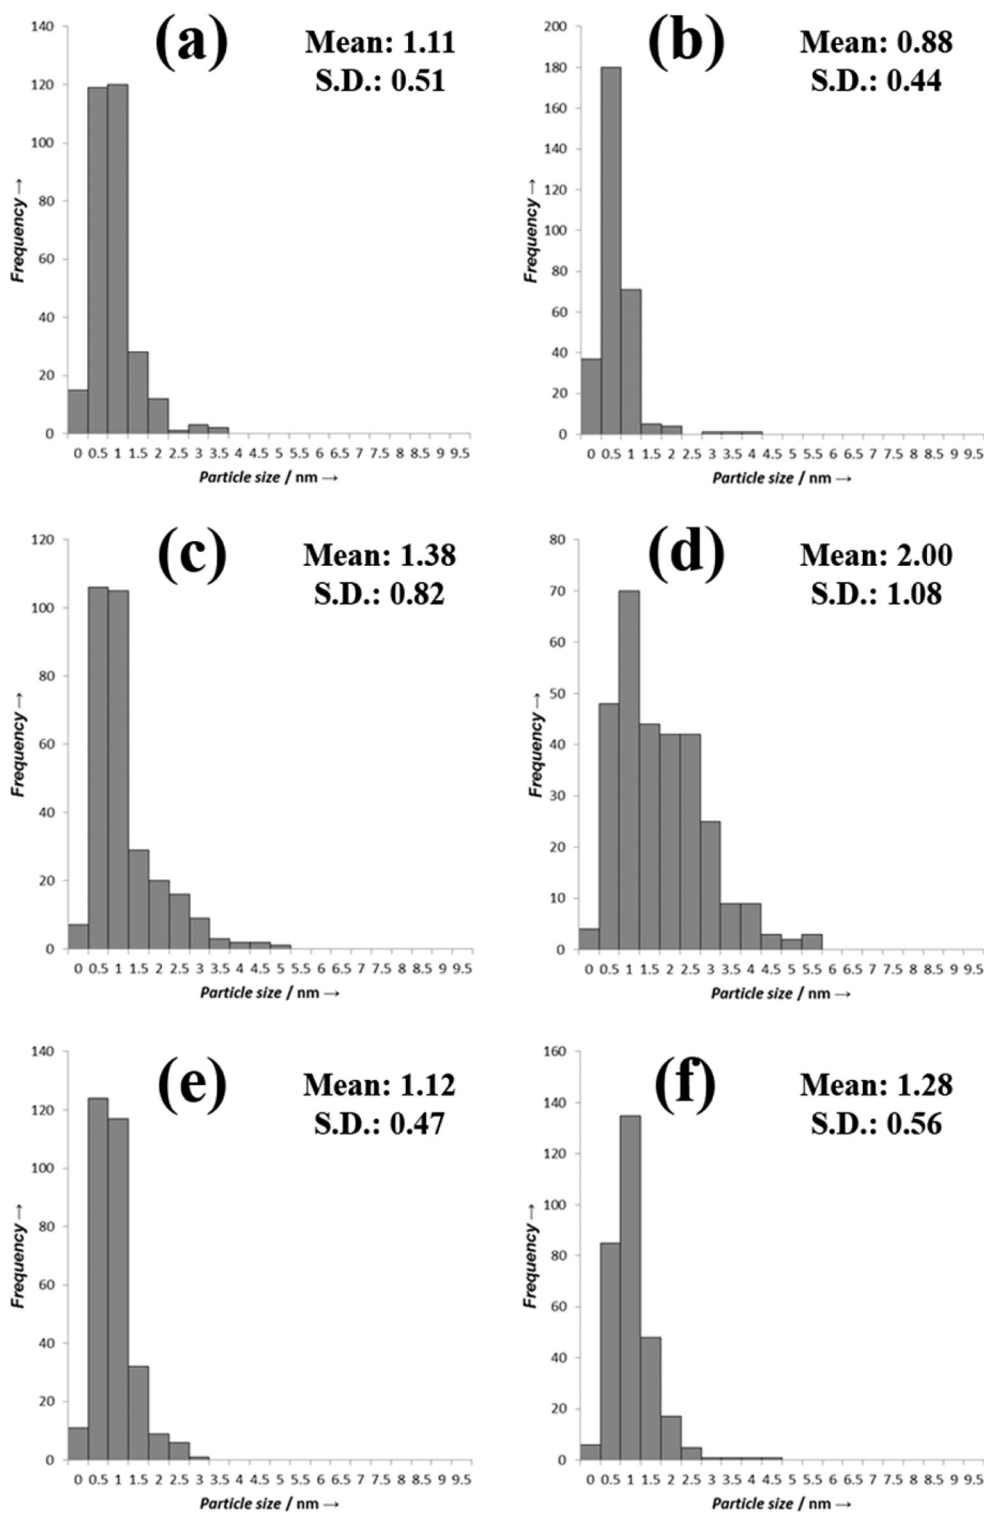 (a)
Mean: 1.11
S.D.: 0.51
140
120
100
80
60
40
20
0
Frequency →
0 0.5 1 1.5 2 2.5 3 3.5 4 4.5 5 5.5 6 6.5 7 7.5 8 8.5 9 9.5
Particle size / nm →
(b)
Mean: 0.88
S.D.: 0.44
200
180
160
140
120
100
80
60
40
20
0
Frequency →
0 0.5 1 1.5 2 2.5 3 3.5 4 4.5 5 5.5 6 6.5 7 7.5 8 8.5 9 9.5
Particle size / nm →
(c)
Mean: 1.38
S.D.: 0.82
120
100
80
60
40
20
0
Frequency →
0 0.5 1 1.5 2 2.5 3 3.5 4 4.5 5 5.5 6 6.5 7 7.5 8 8.5 9 9.5
Particle size / nm →
(d)
Mean: 2.00
S.D.: 1.08
80
70
60
50
40
30
20
10
0
Frequency →
0 0.5 1 1.5 2 2.5 3 3.5 4 4.5 5 5.5 6 6.5 7 7.5 8 8.5 9 9.5
Particle size / nm →
(e)
Mean: 1.12
S.D.: 0.47
140
120
100
80
60
40
20
0
Frequency →
0 0.5 1 1.5 2 2.5 3 3.5 4 4.5 5 5.5 6 6.5 7 7.5 8 8.5 9 9.5
Particle size / nm →
(f)
Mean: 1.28
S.D.: 0.56
160
140
120
100
80
60
40
20
0
Frequency →
0 0.5 1 1.5 2 2.5 3 3.5 4 4.5 5 5.5 6 6.5 7 7.5 8 8.5 9 9.5
Particle size / nm →